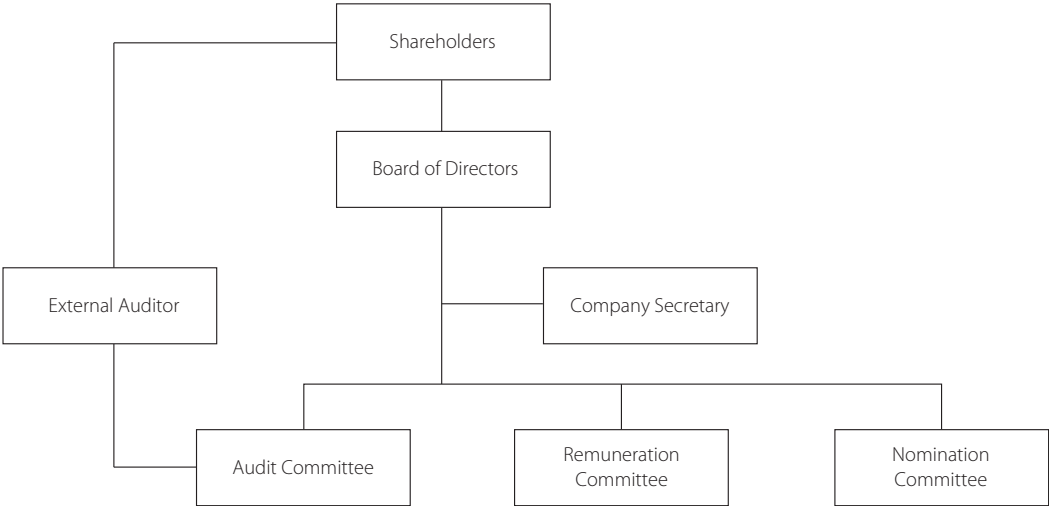 Shareholders
Board of Directors
External Auditor
Company Secretary
Audit Committee
Remuneration
Committee
Nomination
Committee